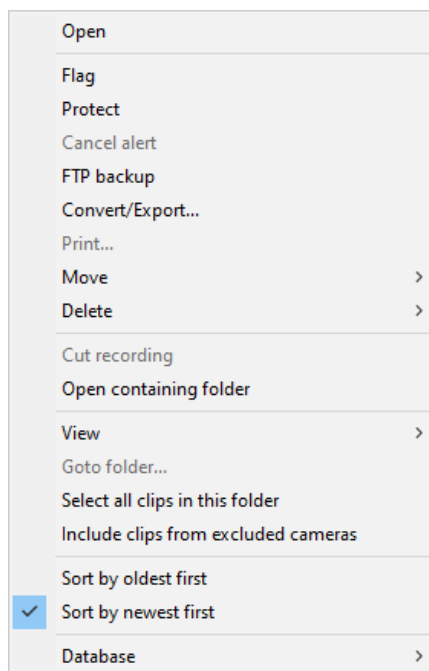 Open
Flag
Protect
Cancel alert
FTP backup
Convert/Export...
Print...
Move
Delete
Cut recording
Open containing folder
View
Goto folder...
Select all clips in this folder
Include clips from excluded cameras
Sort by oldest first
Sort by newest first
Database